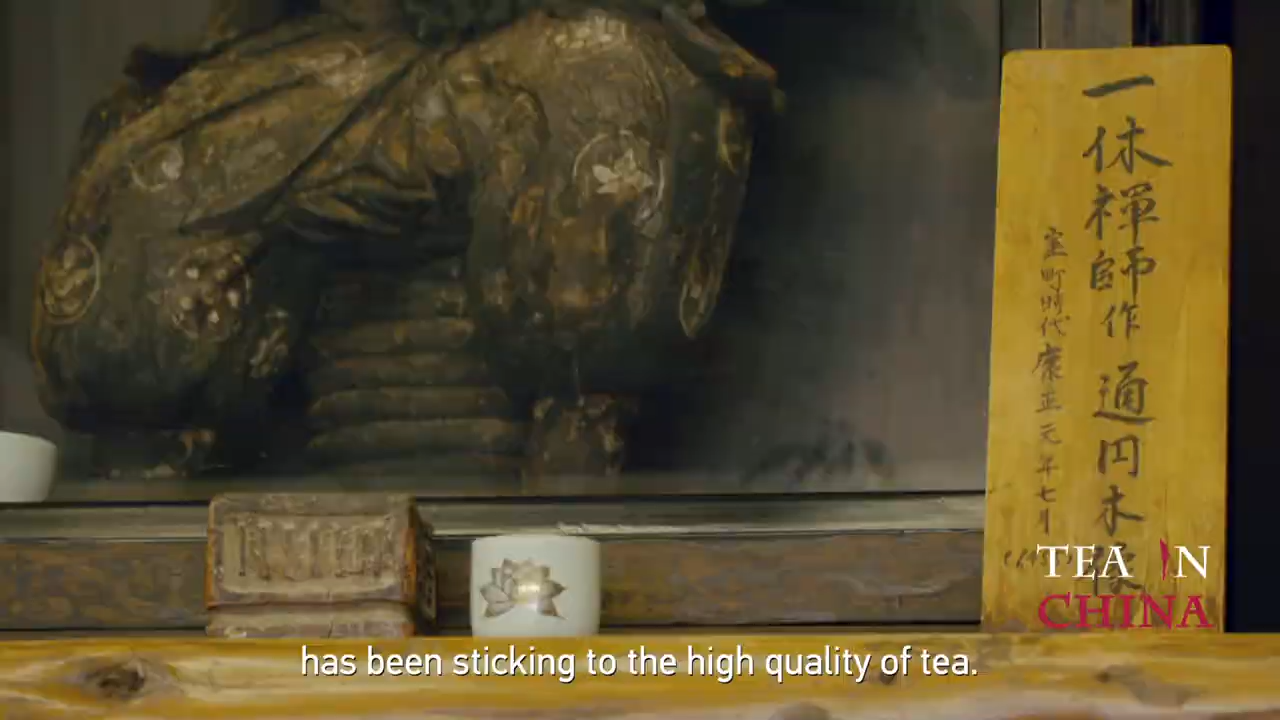 一休禅師作 通円木像
室町時代康正元年七月
TEA IN
CHINA
has been sticking to the high quality of tea.